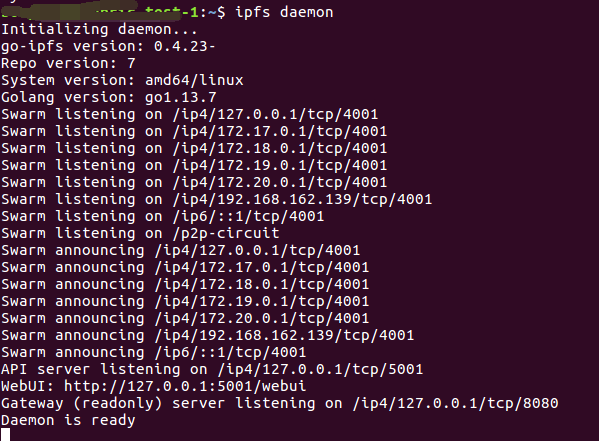 test-1:~$ ipfs daemon
Initializing daemon...
go-ipfs version: 0.4.23-
Repo version: 7
System version: amd64/linux
Golang version: go1.13.7
Swarm listening on /ip4/127.0.0.1/tcp/4001
Swarm listening on /ip4/172.17.0.1/tcp/4001
Swarm listening on /ip4/172.18.0.1/tcp/4001
Swarm listening on /ip4/172.19.0.1/tcp/4001
Swarm listening on /ip4/172.20.0.1/tcp/4001
Swarm listening on /ip4/192.168.162.139/tcp/4001
Swarm listening on /ip6/::1/tcp/4001
Swarm listening on /p2p-circuit
Swarm announcing /ip4/127.0.0.1/tcp/4001
Swarm announcing /ip4/172.17.0.1/tcp/4001
Swarm announcing /ip4/172.18.0.1/tcp/4001
Swarm announcing /ip4/172.19.0.1/tcp/4001
Swarm announcing /ip4/172.20.0.1/tcp/4001
Swarm announcing /ip4/192.168.162.139/tcp/4001
Swarm announcing /ip6/::1/tcp/4001
API server listening on /ip4/127.0.0.1/tcp/5001
WebUI: http://127.0.0.1:5001/webui
Gateway (readonly) server listening on /ip4/127.0.0.1/tcp/8080
Daemon is ready